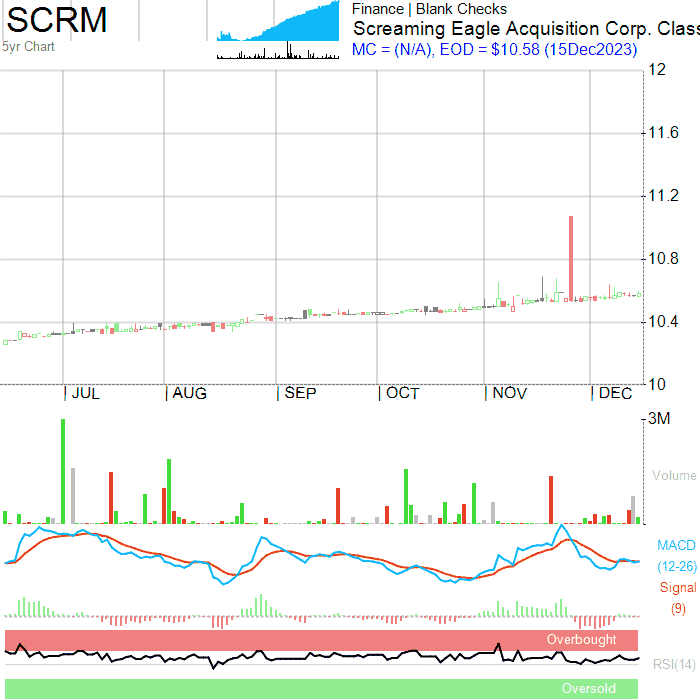 SCRM
5yr Chart
Finance | Blank Checks
Screaming Eagle Acquisition Corp. Class
MC = (N/A), EOD = $10.58 (15Dec2023)
12
11.6
11.2
10.8
10.4
10
JUL
AUG
SEP
OCT
NOV
DEC
3M
Volume
MACD
(12-26)
Signal
(9)
Overbought
RSI(14)
Oversold